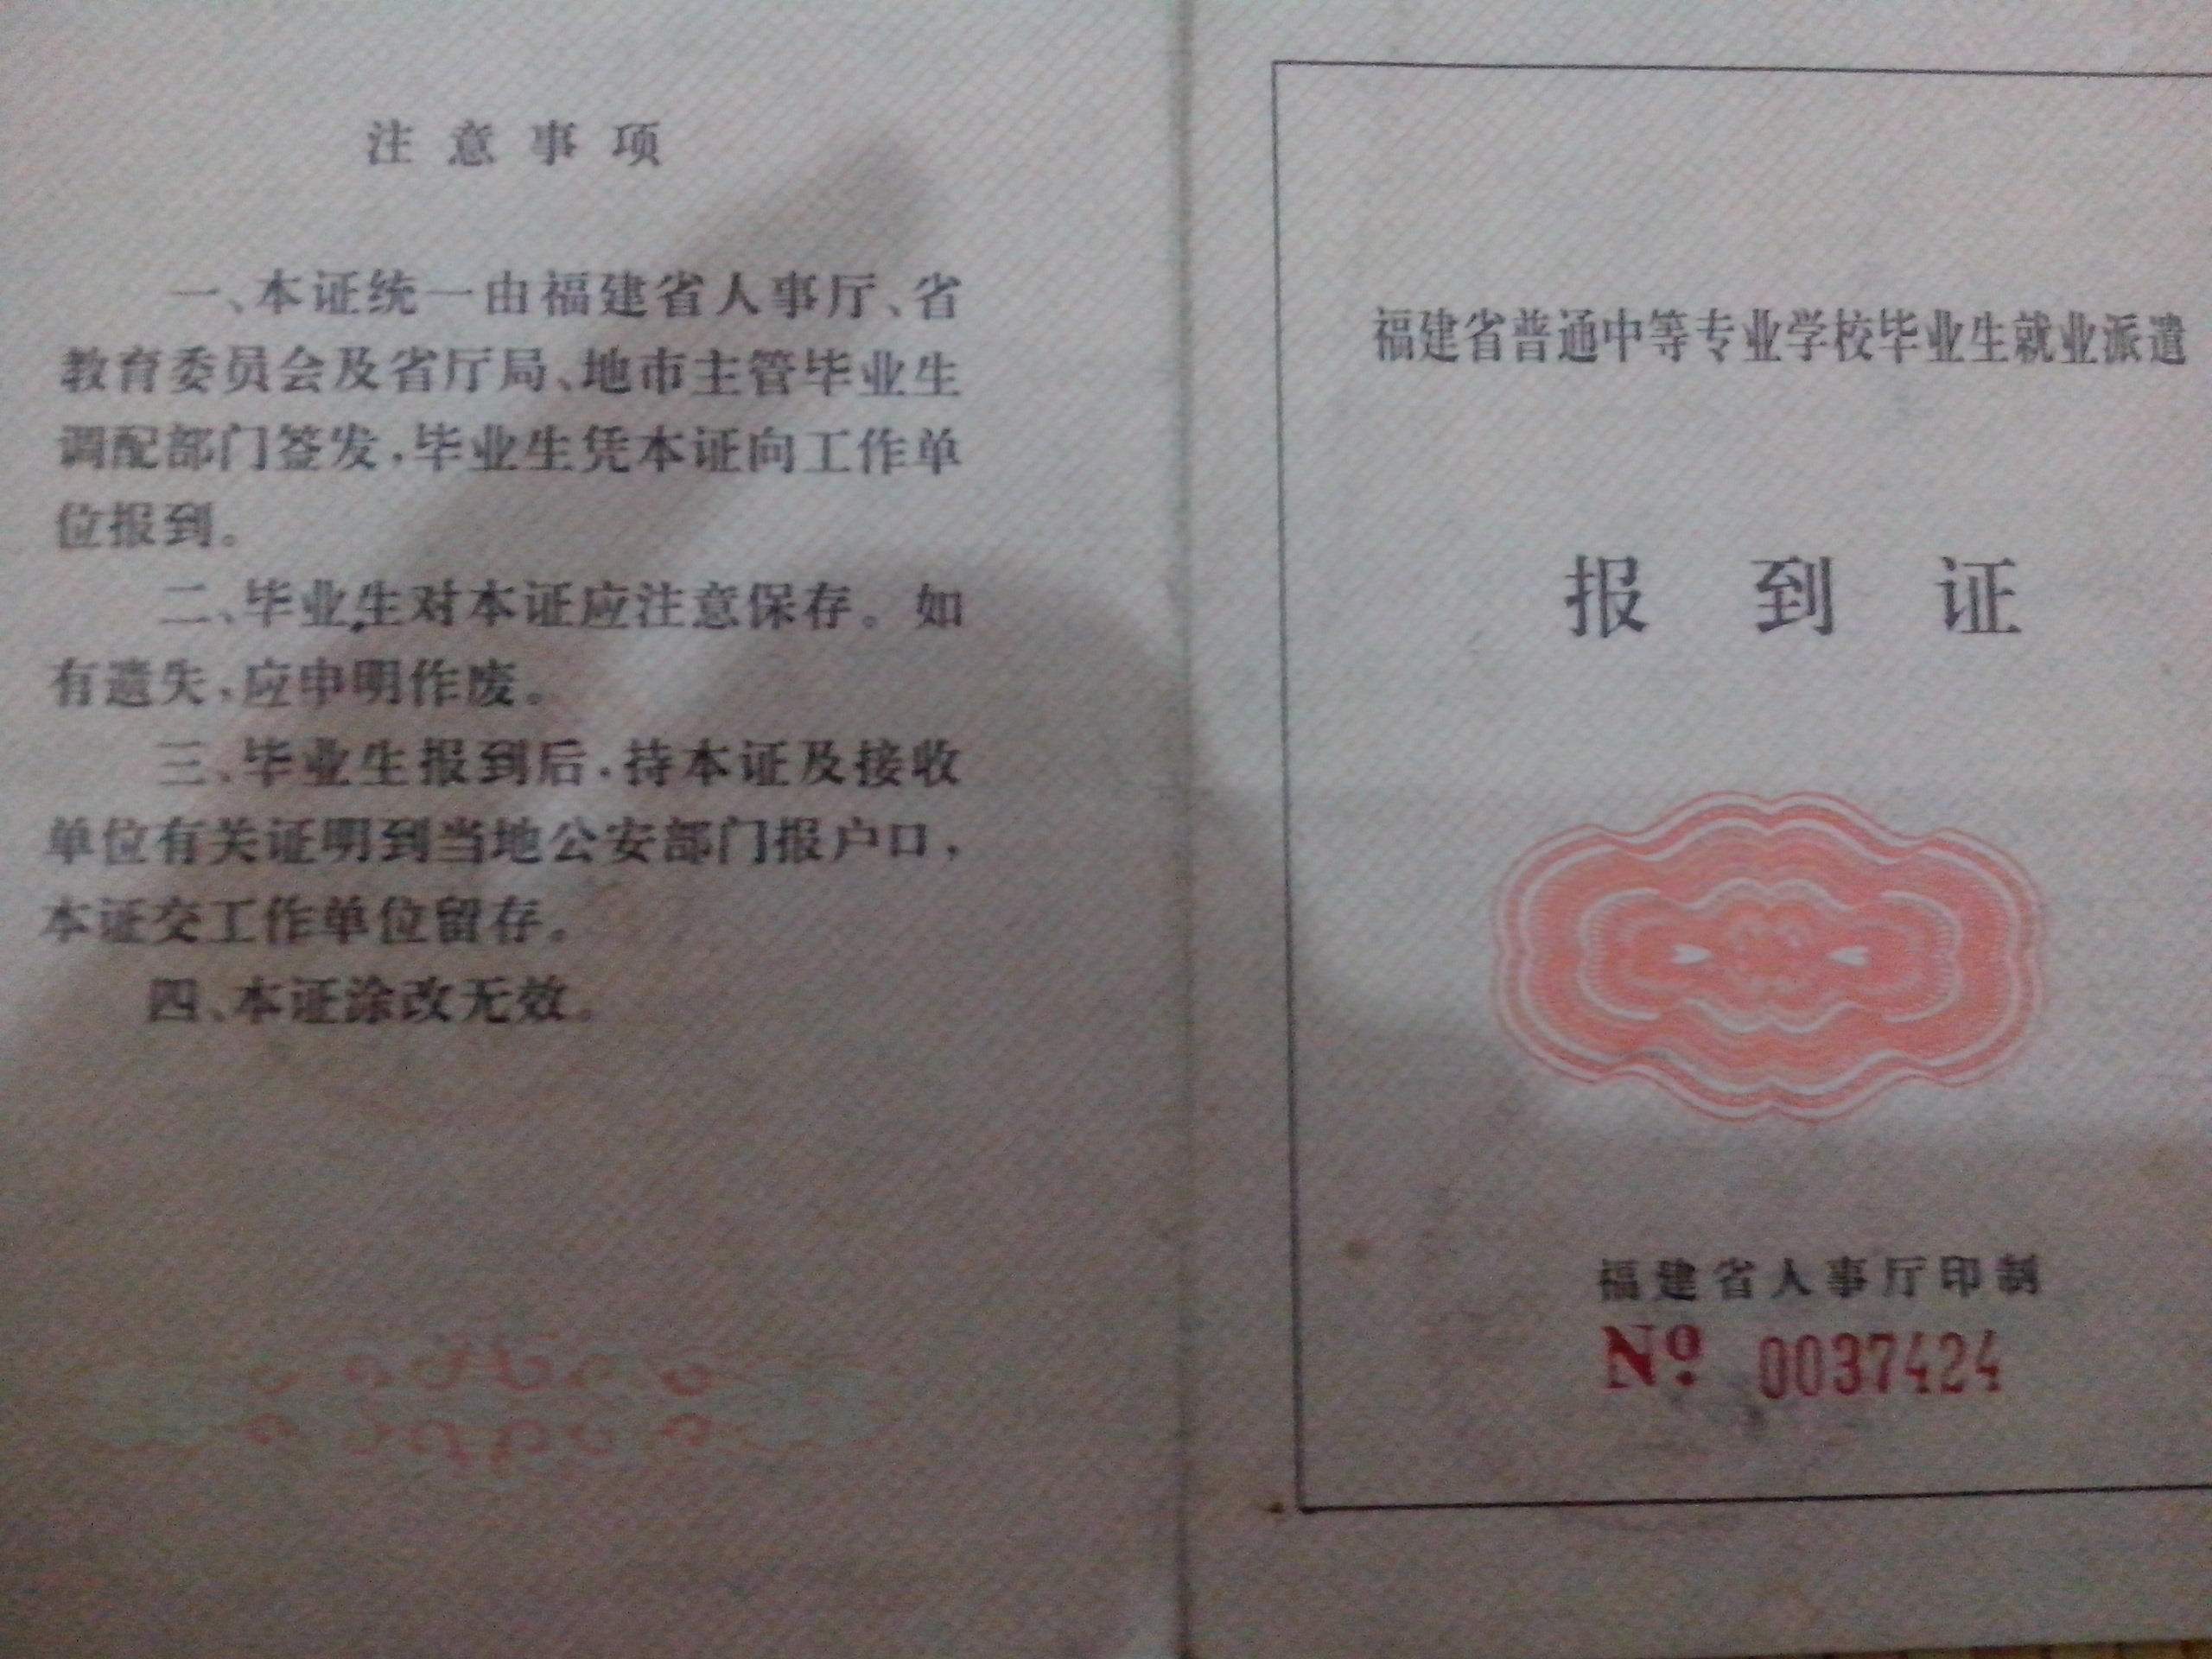 注意事项
一、本证统一由福建省人事厅、省
教育委员会及省厅局、地市主管毕业生
调配部门签发,毕业生凭本证向工作单
位报到。
二、毕业生对本证应注意保存。如
有遗失,应申明作废。
三、毕业生报到后,持本证及接收
单位有关证明到当地公安部门报户口,
本证交工作单位留存。
四、本证涂改无效。
福建省普通中等专业学校毕业生就业派遣
报到证
福建省人事厅印制
№ 0037424